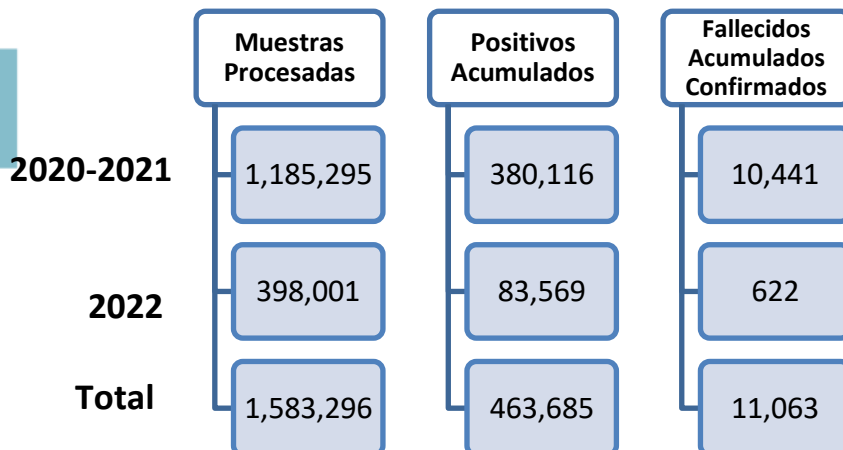 Muestras
Procesadas
Positivos
Acumulados
Fallecidos
Acumulados
Confirmados
2020-2021
1,185,295
380,116
10,441
2022
398,001
83,569
622
Total
1,583,296
463,685
11,063